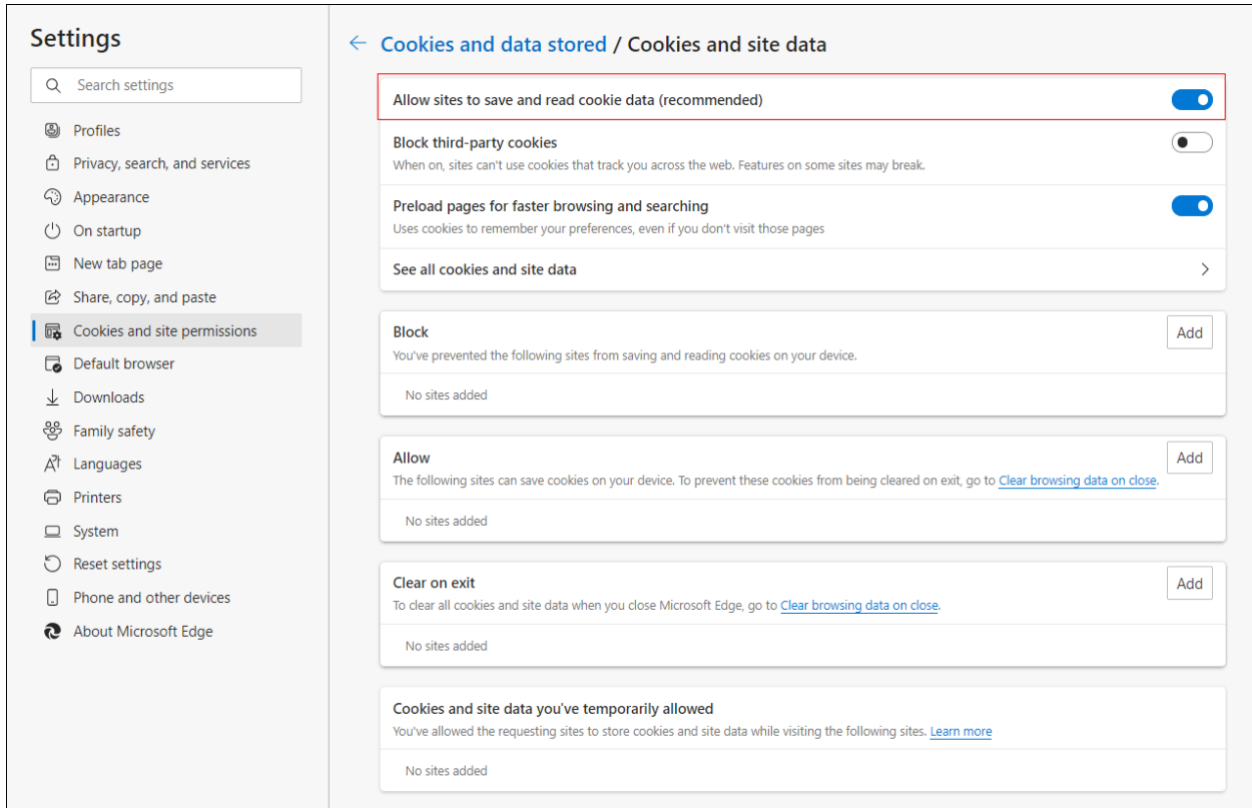 Settings
Search settings
Profiles
Privacy, search, and services
Appearance
On startup
New tab page
Share, copy, and paste
Cookies and site permissions
Default browser
Downloads
Family safety
Languages
Printers
System
Reset settings
Phone and other devices
About Microsoft Edge
Cookies and data stored / Cookies and site data
Allow sites to save and read cookie data (recommended)
Block third-party cookies
When on, sites can't use cookies that track you across the web. Features on some sites may break.
Preload pages for faster browsing and searching
Uses cookies to remember your preferences, even if you don't visit those pages
See all cookies and site data
Block
Add
You've prevented the following sites from saving and reading cookies on your device.
No sites added
Allow
Add
The following sites can save cookies on your device. To prevent these cookies from being cleared on exit, go to Clear browsing data on close.
No sites added
Clear on exit
Add
To clear all cookies and site data when you close Microsoft Edge, go to Clear browsing data on close.
No sites added
Cookies and site data you've temporarily allowed
You've allowed the requesting sites to store cookies and site data while visiting the following sites. Learn more
No sites added